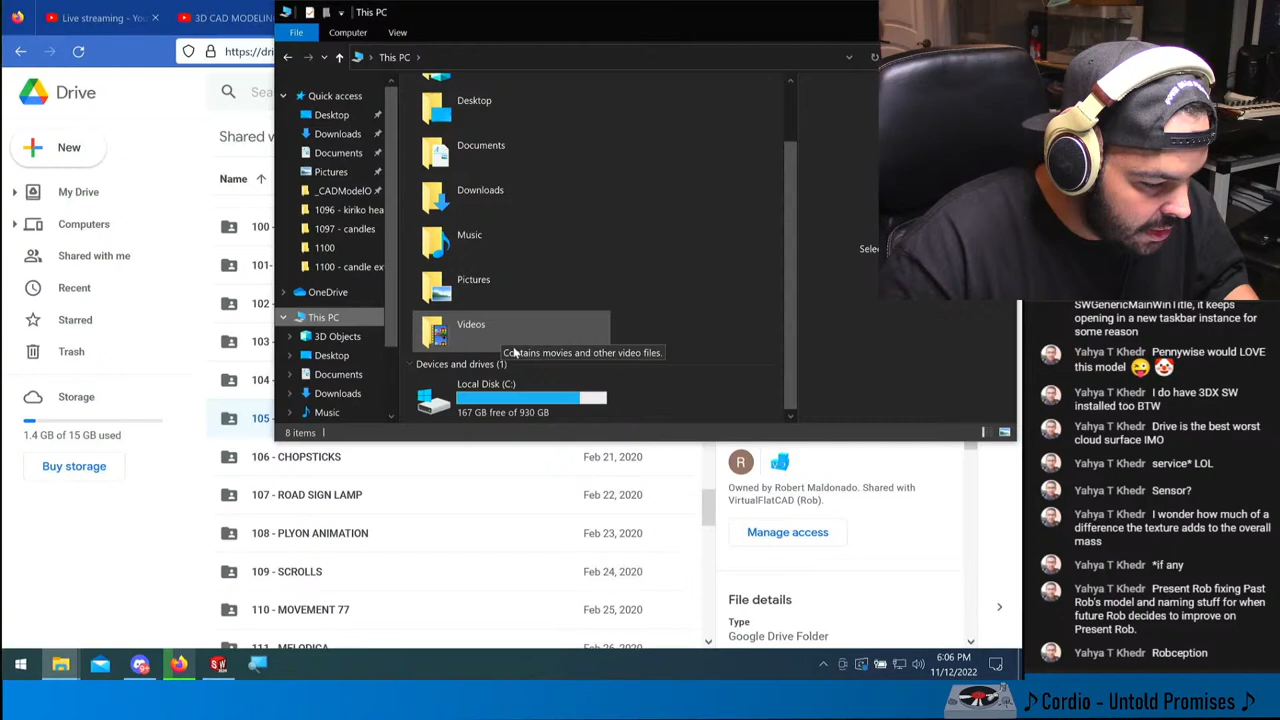 Live streaming - Yo
3D CAD MODELIN
https://dri
Drive
Sea
New
Shared w
Name
My Drive
Computers
Shared with me
Recent
Starred
Trash
Storage
1.4 GB of 15 GB used
Buy storage
100 -
101-
102
103
104
105
106 - CHOPSTICKS
Feb 21, 2020
107 - ROAD SIGN LAMP
Feb 22, 2020
108 - PLYON ANIMATION
Feb 23, 2020
109 - SCROLLS
Feb 24, 2020
110 - MOVEMENT 77
Feb 25, 2020
111 - MELODICA
This PC
File
Computer
View
This PC
Quick access
Desktop
Downloads
Documents
Pictures
_CADModelO
1096 - kiriko hea
1097 - candles
1100
1100 - candle ex
OneDrive
This PC
3D Objects
Desktop
Documents
Downloads
Music
Desktop
Documents
Downloads
Music
Pictures
Videos
Contains movies and other video files.
Devices and drives (1)
Local Disk (C:)
167 GB free of 930 GB
8 items
Selec
R
Owned by Robert Maldonado. Shared with
VirtualFlatCAD (Rob).
Manage access
File details
Type
Google Drive Folder
6:06 PM
11/12/2022
SWGenericMainWinTitle, it keeps
opening in a new taskbar instance for
some reason
Yahya T Khedr Pennywise would LOVE
this model
Yahya T Khedr I do have 3DX SW
installed too BTW
Yahya T Khedr Drive is the best worst
cloud surface IMO
Yahya T Khedr service* LOL
Yahya T Khedr Sensor?
Yahya T Khedr I wonder how much of a
difference the texture adds to the overall
mass
Yahya T Khedr *if any
Yahya T Khedr Present Rob fixing Past
Rob's model and naming stuff for when
future Rob decides to improve on
Present Rob.
Yahya T Khedr Robception
♪ Cordio - Untold Promises ♪